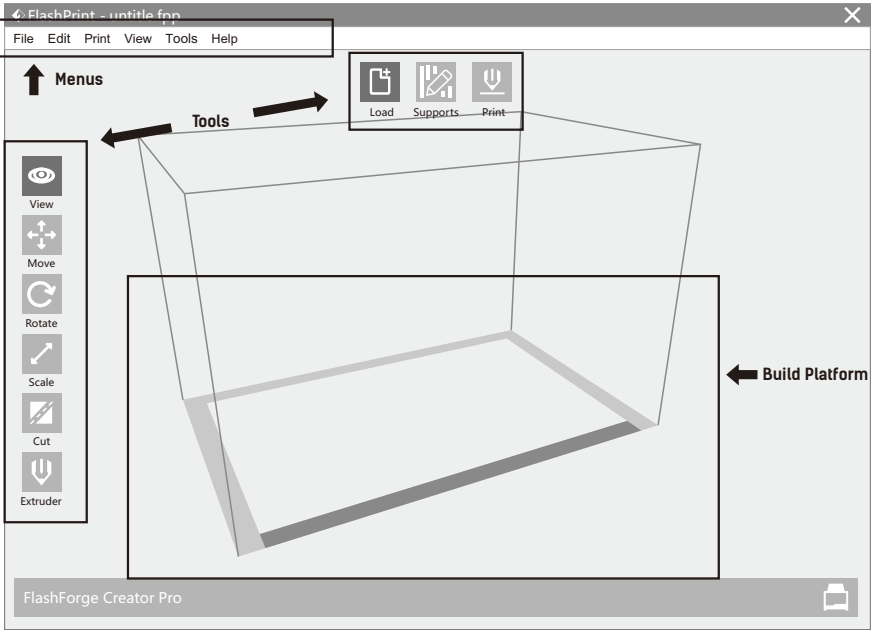 FlashPrint - untitle.fpp
File Edit Print View Tools Help
Menus
Tools
Load Supports Print
View
Move
Rotate
Scale
Cut
Extruder
Build Platform
FlashForge Creator Pro